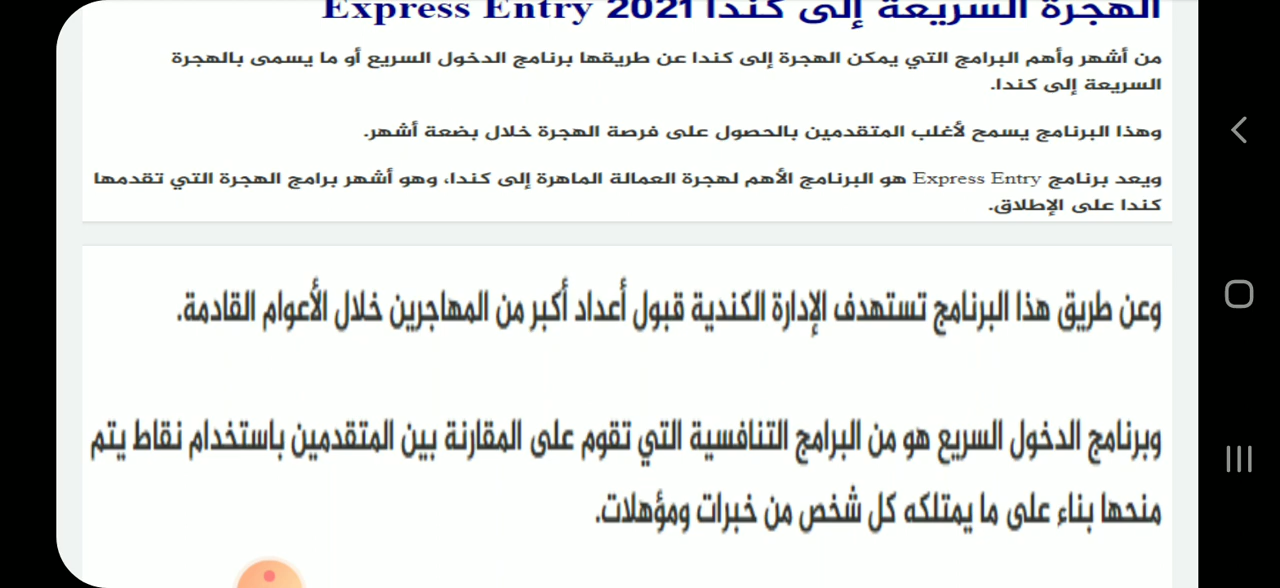 الهجرة السريعة إلى كندا Express Entry 2021
من أشهر وأهم البرامج التي يمكن الهجرة إلى كندا عن طريقها برنامج الدخول السريع أو ما يسمى بالهجرة
السريعة إلى كندا.
وهذا البرنامج يسمح لأغلب المتقدمين بالحصول على فرصة الهجرة خلال بضعة أشهر.
ويعد برنامج Express Entry هو البرنامج الأهم لهجرة العمالة الماهرة إلى كندا، وهو أشهر برامج الهجرة التي تقدمها
كندا على الإطلاق.
وعن طريق هذا البرنامج تستهدف الإدارة الكندية قبول أعداد أكبر من المهاجرين خلال الأعوام القادمة.
وبرنامج الدخول السريع هو من البرامج التنافسية التي تقوم على المقارنة بين المتقدمين باستخدام نقاط يتم
منحها بناء على ما يمتلكه كل شخص من خبرات ومؤهلات.